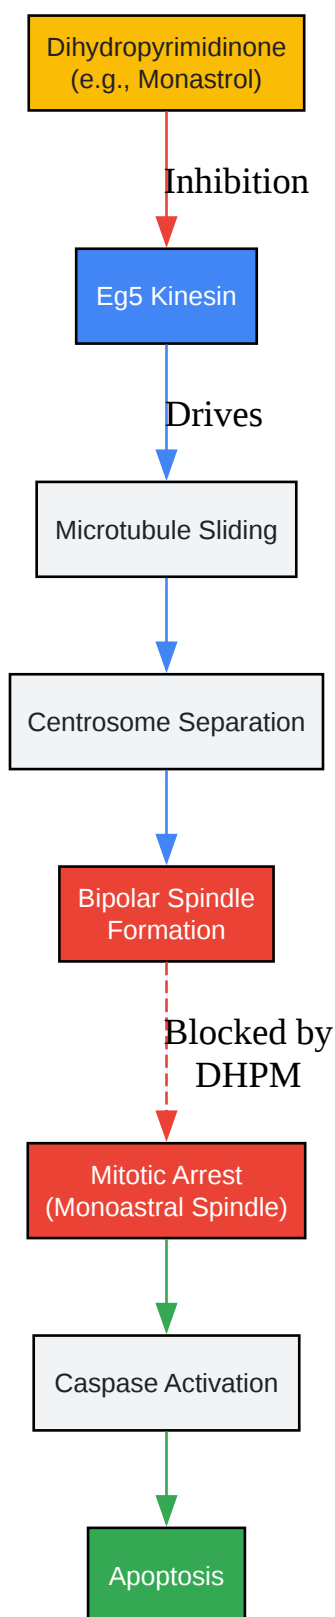 Dihydropyrimidinone
(e.g., Monastrol)
Inhibition
Eg5 Kinesin
Drives
Microtubule Sliding
Centrosome Separation
Bipolar Spindle
Formation
Blocked by
DHPM
Mitotic Arrest
(Monoastral Spindle)
Caspase Activation
Apoptosis